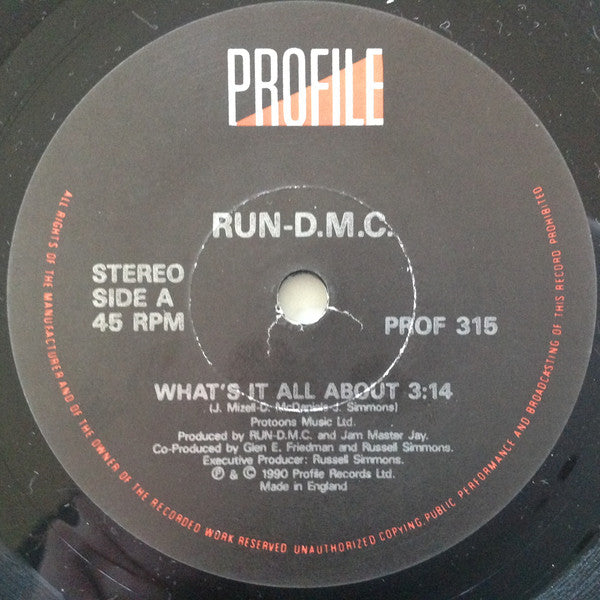 PROFILE
RUN-D.M.C.
STEREO
SIDE A
45 RPM
PROF 315
WHAT'S IT ALL ABOUT 3:14
(J. Mizell-D. McDaniels-J. Simmons)
Protoons Music Ltd.
Produced by RUN-D.M.C. and Jam Master Jay.
Co-Produced by Glen E. Friedman and Russell Simmons.
Executive Producer: Russell Simmons.
℗ & © 1990 Profile Records Ltd.
Made in England
ALL RIGHTS OF THE MANUFACTURER AND OF THE OWNER OF THE RECORDED WORK RESERVED UNAUTHORIZED COPYING, PUBLIC PERFORMANCE AND BROADCASTING OF THIS RECORD PROHIBITED